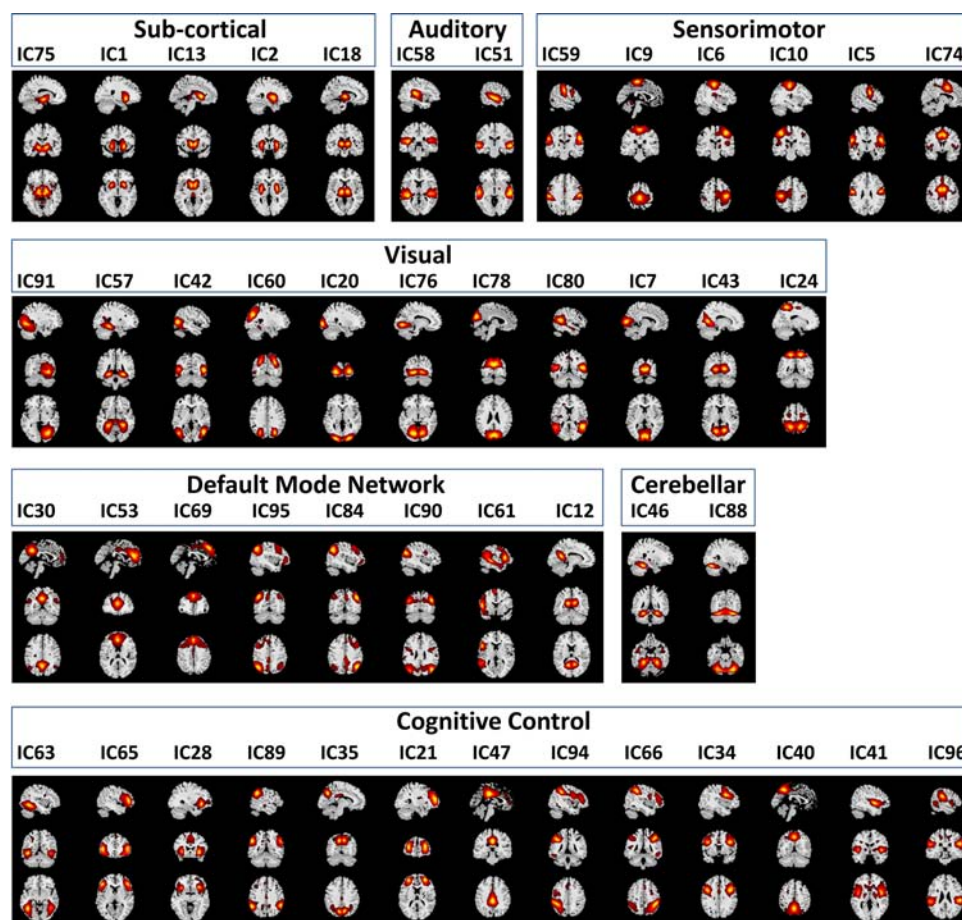 Sub-cortical
IC75 IC1 IC13 IC2 IC18
Auditory
IC58 IC51
Sensorimotor
IC59 IC9 IC6 IC10 IC5 IC74
Visual
IC91 IC57 IC42 IC60 IC20 IC76 IC78 IC80 IC7 IC43 IC24
Default Mode Network
IC30 IC53 IC69 IC95 IC84 IC90 IC61 IC12
Cerebellar
IC46 IC88
Cognitive Control
IC63 IC65 IC28 IC89 IC35 IC21 IC47 IC94 IC66 IC34 IC40 IC41 IC96